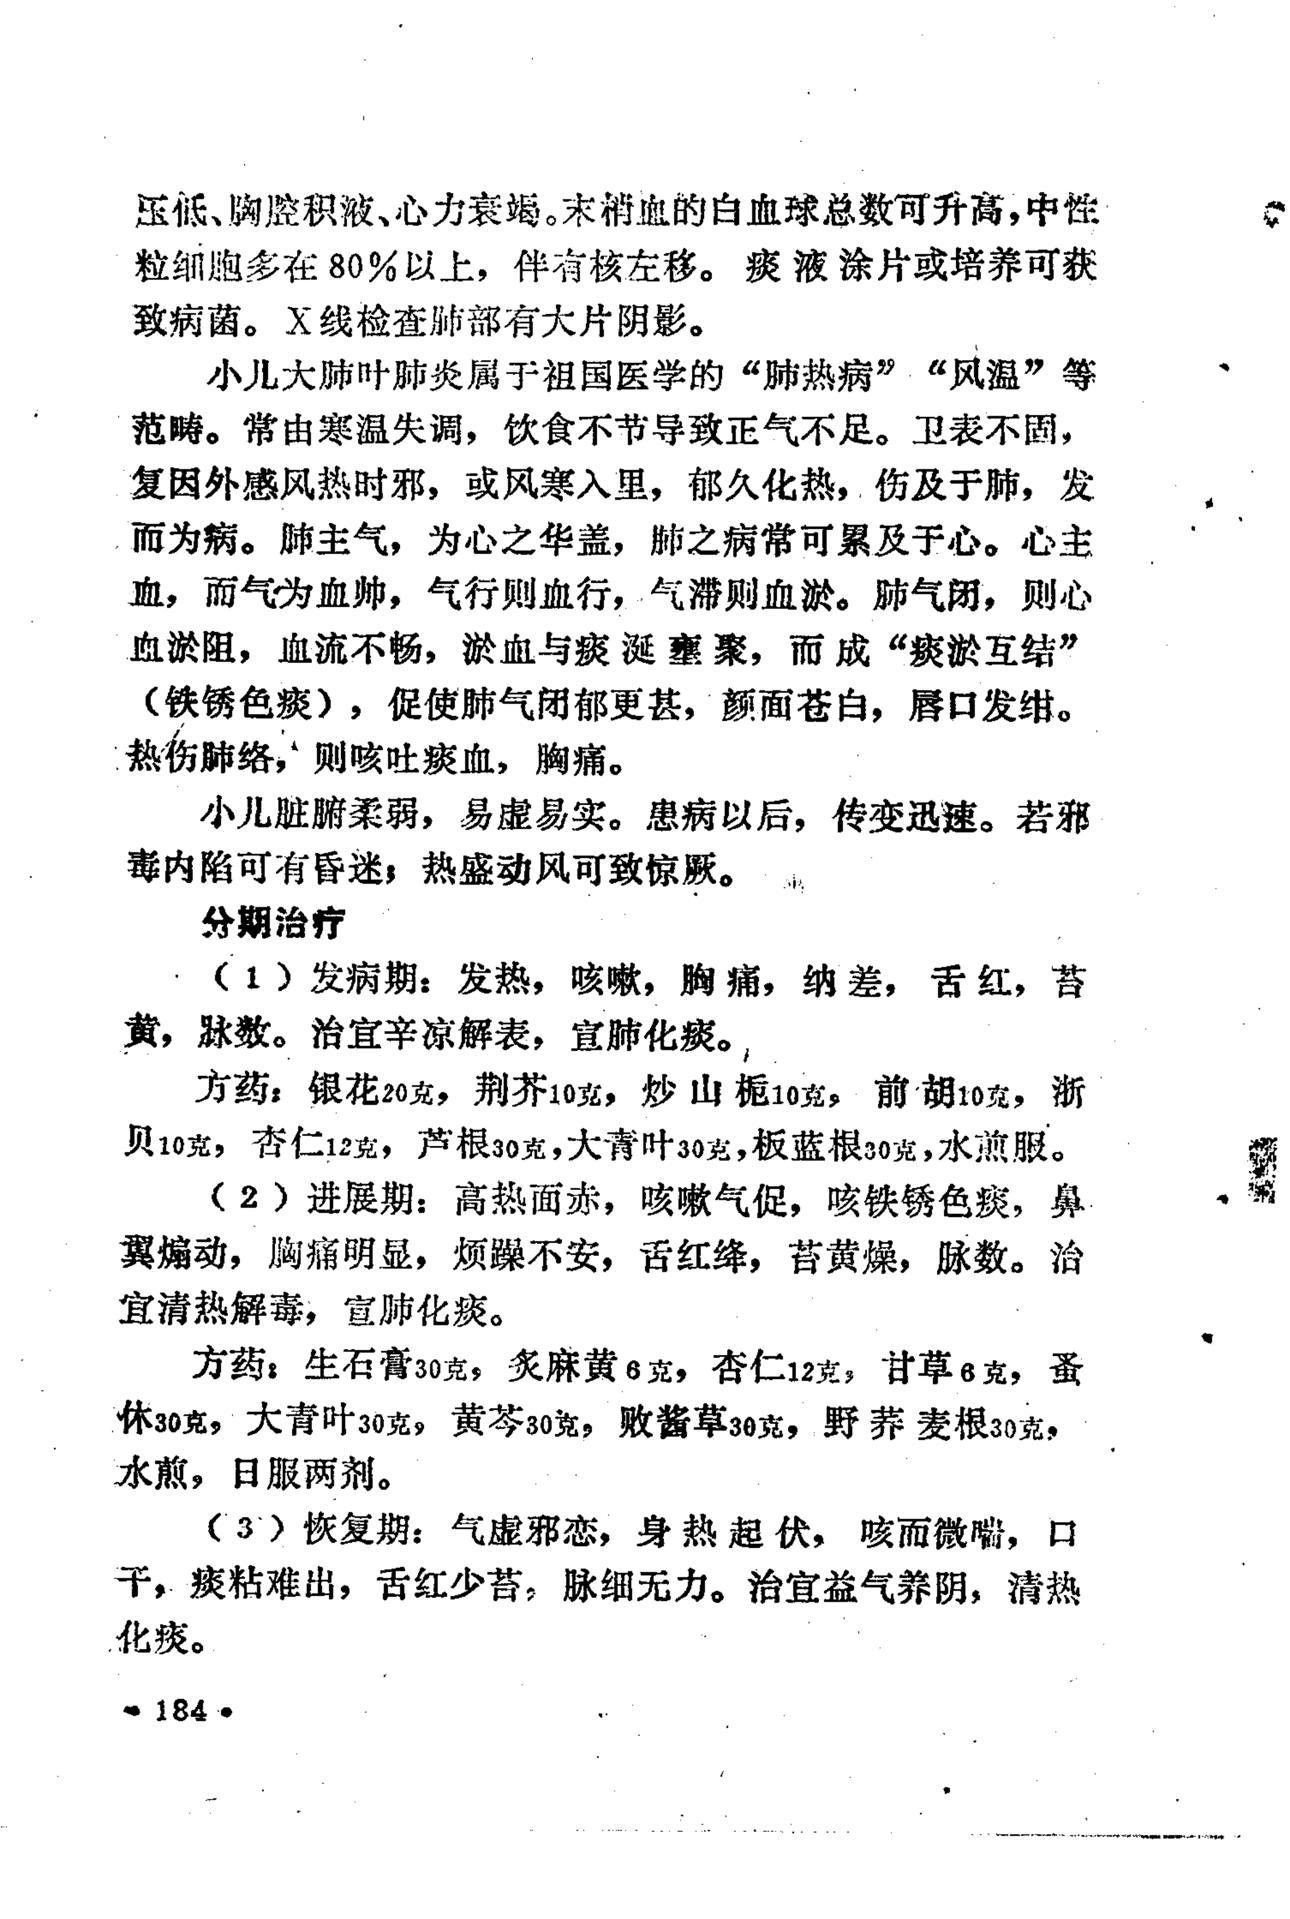 压低、胸腔积液、心力衰竭。末梢血的白血球总数可升高，中性
粒细胞多在80％以上，伴有核左移。痰液涂片或培养可获
致病菌。X线检查肺部有大片阴影。
小儿大肺叶肺炎属于祖国医学的“肺热病”“风温”等
范畴。常由寒温失调，饮食不节导致正气不足。卫表不固，
复因外感风热时邪，或风寒入里，郁久化热，伤及于肺，发
而为病。肺主气，为心之华盖，肺之病常可累及于心。心主
血，而气为血帅，气行则血行，气滞则血淤。肺气闭，则心
血淤阻，血流不畅，淤血与痰涎壅聚，而成“痰淤互结”
（铁锈色痰），促使肺气闭郁更甚，颜面苍白，唇口发绀。
热伤肺络，则咳吐痰血，胸痛。
小儿脏腑柔弱，易虚易实。患病以后，传变迅速。若邪
毒内陷可有昏迷；热盛动风可致惊厥。
分期治疗
（1）发病期：发热，咳嗽，胸痛，纳差，舌红，苔
黄，脉数。治宜辛凉解表，宣肺化痰。
方药：银花20克，荆芥10克，炒山栀10克，前胡10克，浙
贝10克，杏仁12克，芦根30克，大青叶30克，板蓝根30克，水煎服。
（2）进展期：高热面赤，咳嗽气促，咳铁锈色痰，鼻
翼煽动，胸痛明显，烦躁不安，舌红绛，苔黄燥，脉数。治
宜清热解毒，宣肺化痰。
方药：生石膏30克，炙麻黄6克，杏仁12克，甘草6克，蚤
休30克，大青叶30克，黄芩30克，败酱草30克，野荞麦根30克，
水煎，日服两剂。
（3）恢复期：气虚邪恋，身热起伏，咳而微喘，口
干，痰粘难出，舌红少苔，脉细无力。治宜益气养阴，清热
化痰。
• 184 •